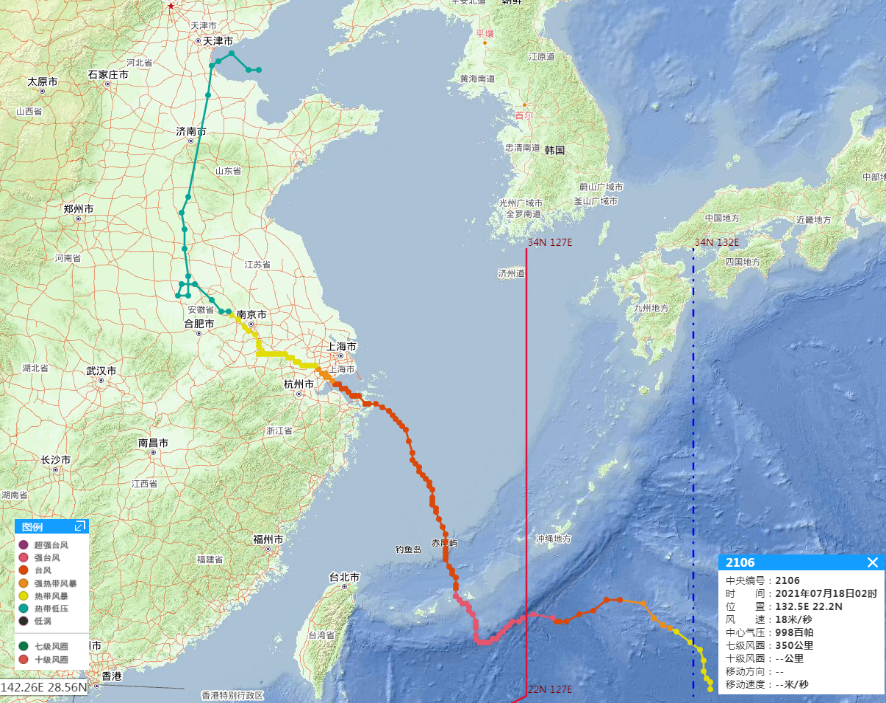 平安北道
朝鲜
天津市
天津市
平壤
河北省
江原道
石家庄市
太原市
黄海南道
山西省
首尔
济南市
忠清南道
韩国
山东省
蔚山广域市
光州广域市
釜山广域市
全罗南道
郑州市
中国地方
近畿地方
34N 127E
34N 132E
河南省
江苏省
济州道
四国地方
安徽省
南京市
九州地方
合肥市
上海市
湖北省
上海市
武汉市
杭州市
浙江省
南昌市
长沙市
江西省
湖南省
图例
超强台风
强台风
台风
强热带风暴
热带风暴
热带低压
低涡
七级风圈
十级风圈
福州市
钓鱼岛
赤尾屿
冲绳地方
福建省
台北市
台湾省
香港
142.26E 28.56N
香港特别行政区
22N 127E
2106
中央编号：2106
时　　间：2021年07月18日02时
位　　置：132.5E 22.2N
风　　速：18米/秒
中心气压：998百帕
七级风圈：350公里
十级风圈：--公里
移动方向：--
移动速度：--米/秒